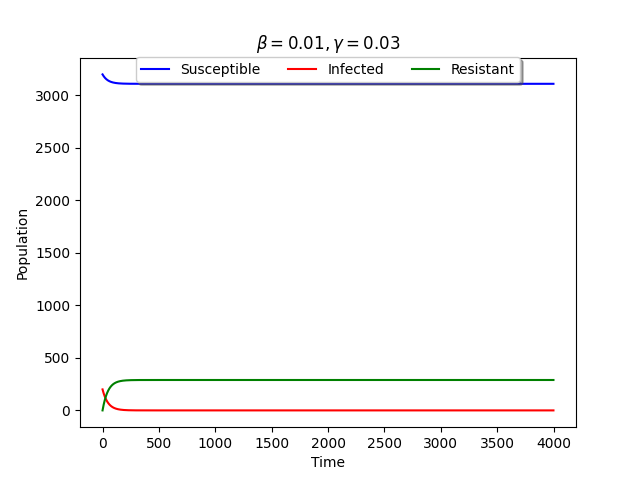 β = 0.01, γ = 0.03
Susceptible Infected Resistant
Population
3000
2500
2000
1500
1000
500
0
0 500 1000 1500 2000 2500 3000 3500 4000
Time